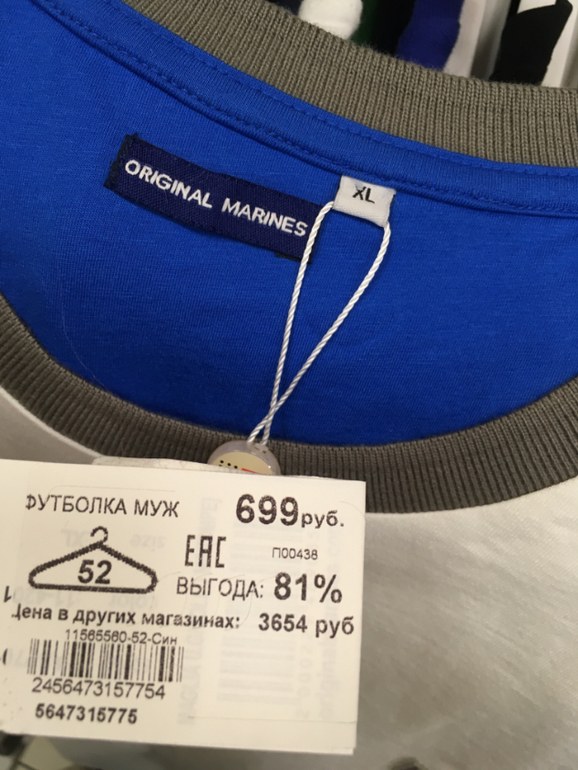 ORIGINAL MARINES
XL
ФУТБОЛКА МУЖ 699руб.
52 ЕАС П00438
ВЫГОДА: 81%
Цена в других магазинах: 3654 руб
11565560-52-Син
2456473157754
5647315775